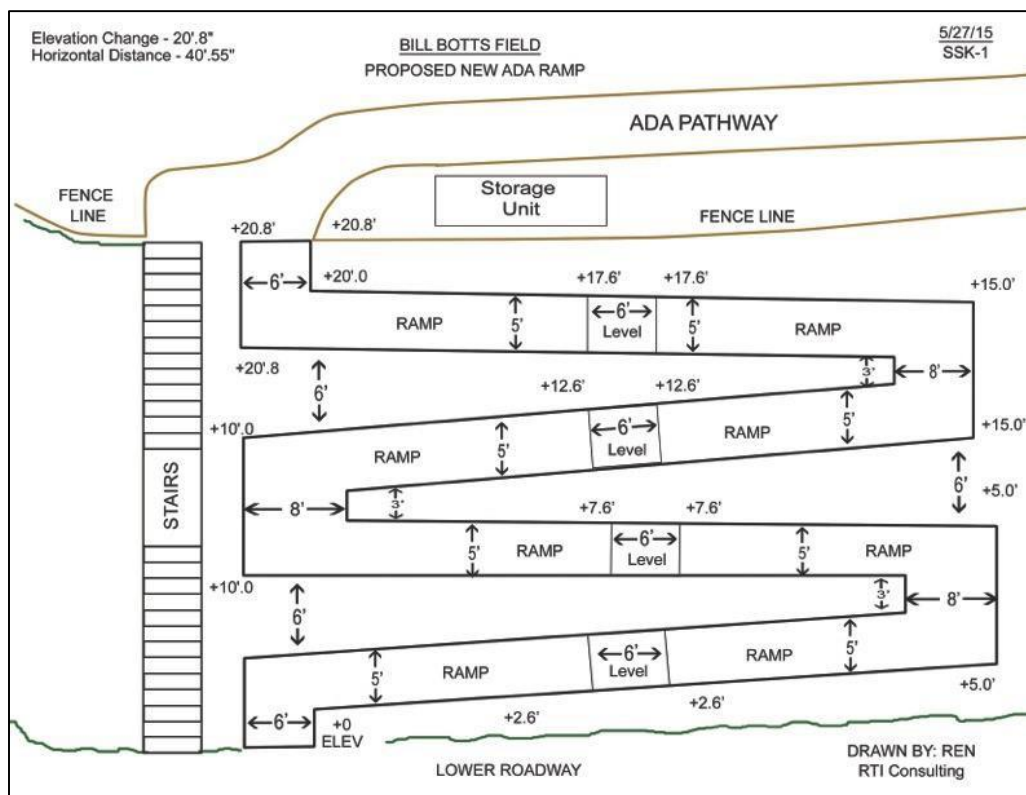 Elevation Change - 20'.8"
Horizontal Distance - 40'.55"
BILL BOTTS FIELD
PROPOSED NEW ADA RAMP
5/27/15
SSK-1
ADA PATHWAY
FENCE
LINE
Storage
Unit
FENCE LINE
+20.8' +20.8'
6'
+20'.0 +17.6' +17.6' +15.0'
RAMP 5' 6' 5' RAMP
Level
+20'.8
6' +12.6' +12.6' 3' 8'
+10'.0 +15.0'
RAMP 5' 6' RAMP 5'
Level
6' +5.0'
STAIRS
8' 3' +7.6' +7.6'
5' RAMP 6' 5' RAMP
Level
+10'.0
6' 3' 8'
RAMP 5' 6' RAMP 5'
Level
+5.0'
6' +0 +2.6' +2.6'
ELEV
LOWER ROADWAY
DRAWN BY: REN
RTI Consulting